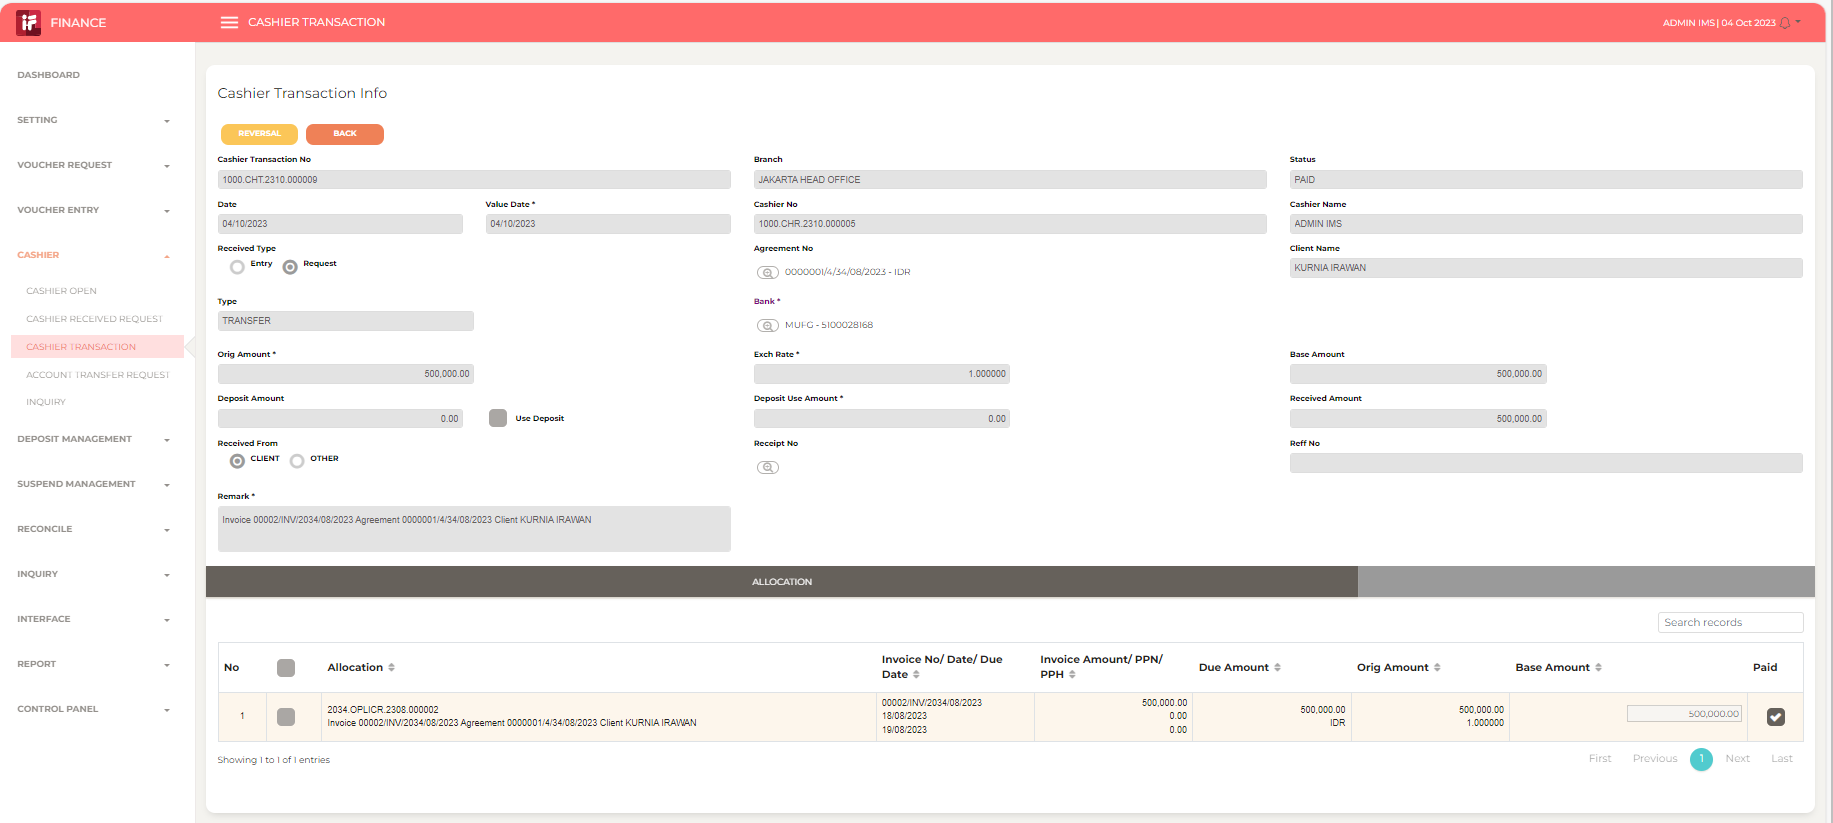 iF FINANCE
CASHIER TRANSACTION
ADMIN IMS | 04 Oct 2023
DASHBOARD
SETTING
VOUCHER REQUEST
VOUCHER ENTRY
CASHIER
CASHIER OPEN
CASHIER RECEIVED REQUEST
CASHIER TRANSACTION
ACCOUNT TRANSFER REQUEST
INQUIRY
DEPOSIT MANAGEMENT
SUSPEND MANAGEMENT
RECONCILE
INQUIRY
INTERFACE
REPORT
CONTROL PANEL
Cashier Transaction Info
REVERSAL BACK
Cashier Transaction No Branch Status
1000.CHT.2310.000009 JAKARTA HEAD OFFICE PAID
Date Value Date * Cashier No Cashier Name
04/10/2023 04/10/2023 1000.CHR.2310.000005 ADMIN IMS
Received Type Agreement No Client Name
Entry Request 0000001/4/34/08/2023 - IDR KURNIA IRAWAN
Type Bank *
TRANSFER MUFG - 5100028168
Orig Amount * Exch Rate * Base Amount
500,000.00 1.000000 500,000.00
Deposit Amount Deposit Use Amount * Received Amount
0.00 Use Deposit 0.00 500,000.00
Received From Receipt No Reff No
CLIENT OTHER
Remark *
Invoice 00002/INV/2034/08/2023 Agreement 0000001/4/34/08/2023 Client KURNIA IRAWAN
ALLOCATION
Search records
No Allocation Invoice No/ Date/ Due Date Invoice Amount/ PPN/ PPH Due Amount Orig Amount Base Amount Paid
1 2034.OPLICR.2308.000002
Invoice 00002/INV/2034/08/2023 Agreement 0000001/4/34/08/2023 Client KURNIA IRAWAN
00002/INV/2034/08/2023
18/08/2023
19/08/2023
500,000.00
0.00
0.00
500,000.00
IDR
500,000.00
1.000000
500,000.00
Showing 1 to 1 of 1 entries
First Previous 1 Next Last